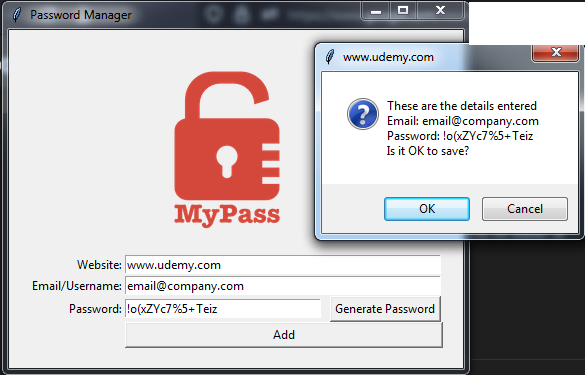 Password Manager
www.udemy.com
These are the details entered
Email: email@company.com
Password: !o(xZYc7%5+Teiz
Is it OK to save?
OK
Cancel
MyPass
Website:
www.udemy.com
Email/Username:
email@company.com
Password:
!o(xZYc7%5+Teiz
Generate Password
Add